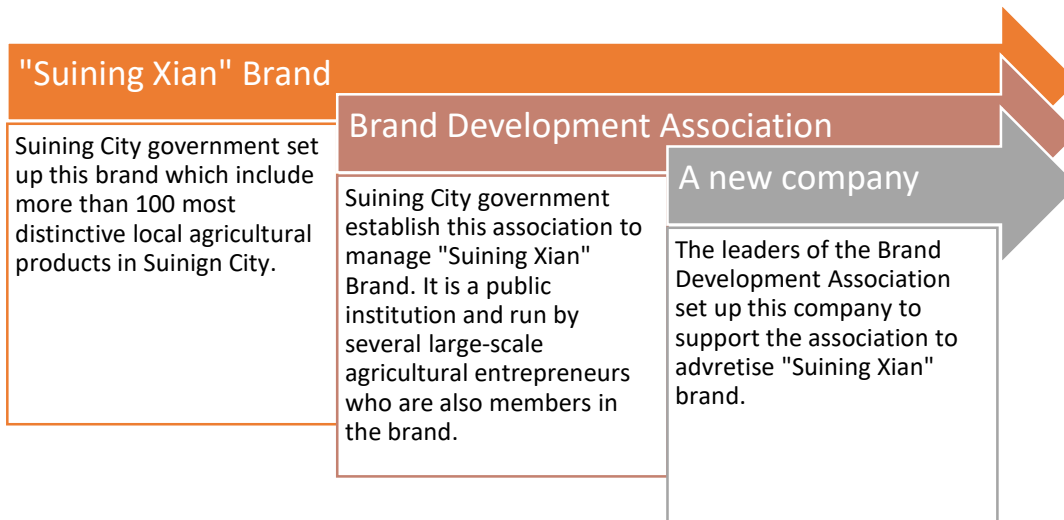 "Suining Xian" Brand
Suining City government set
up this brand which include
more than 100 most
distinctive local agricultural
products in Suinign City.
Brand Development Association
Suining City government
establish this association to
manage "Suining Xian"
Brand. It is a public
institution and run by
several large-scale
agricultural entrepreneurs
who are also members in
the brand.
A new company
The leaders of the Brand
Development Association
set up this company to
support the association to
advretise "Suining Xian"
brand.